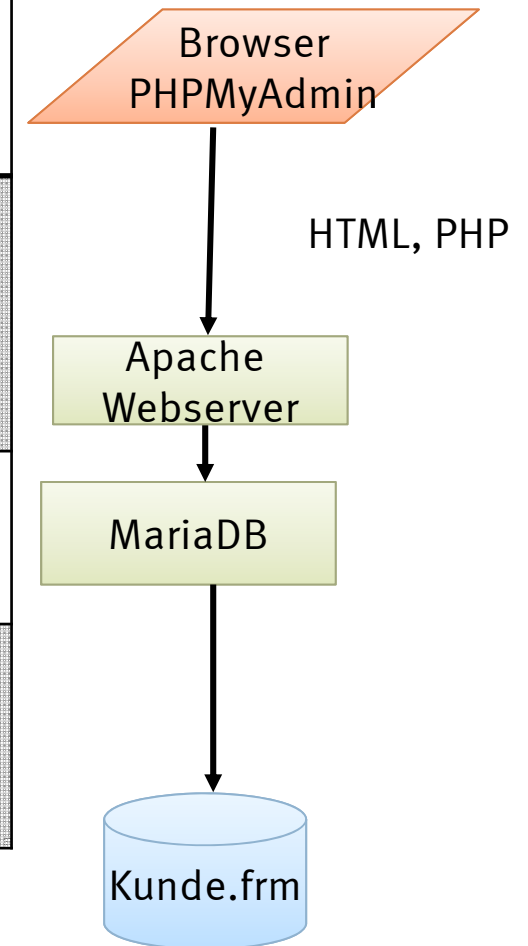 Browser
PHPMyAdmin
HTML, PHP
Apache
Webserver
MariaDB
Kunde.frm